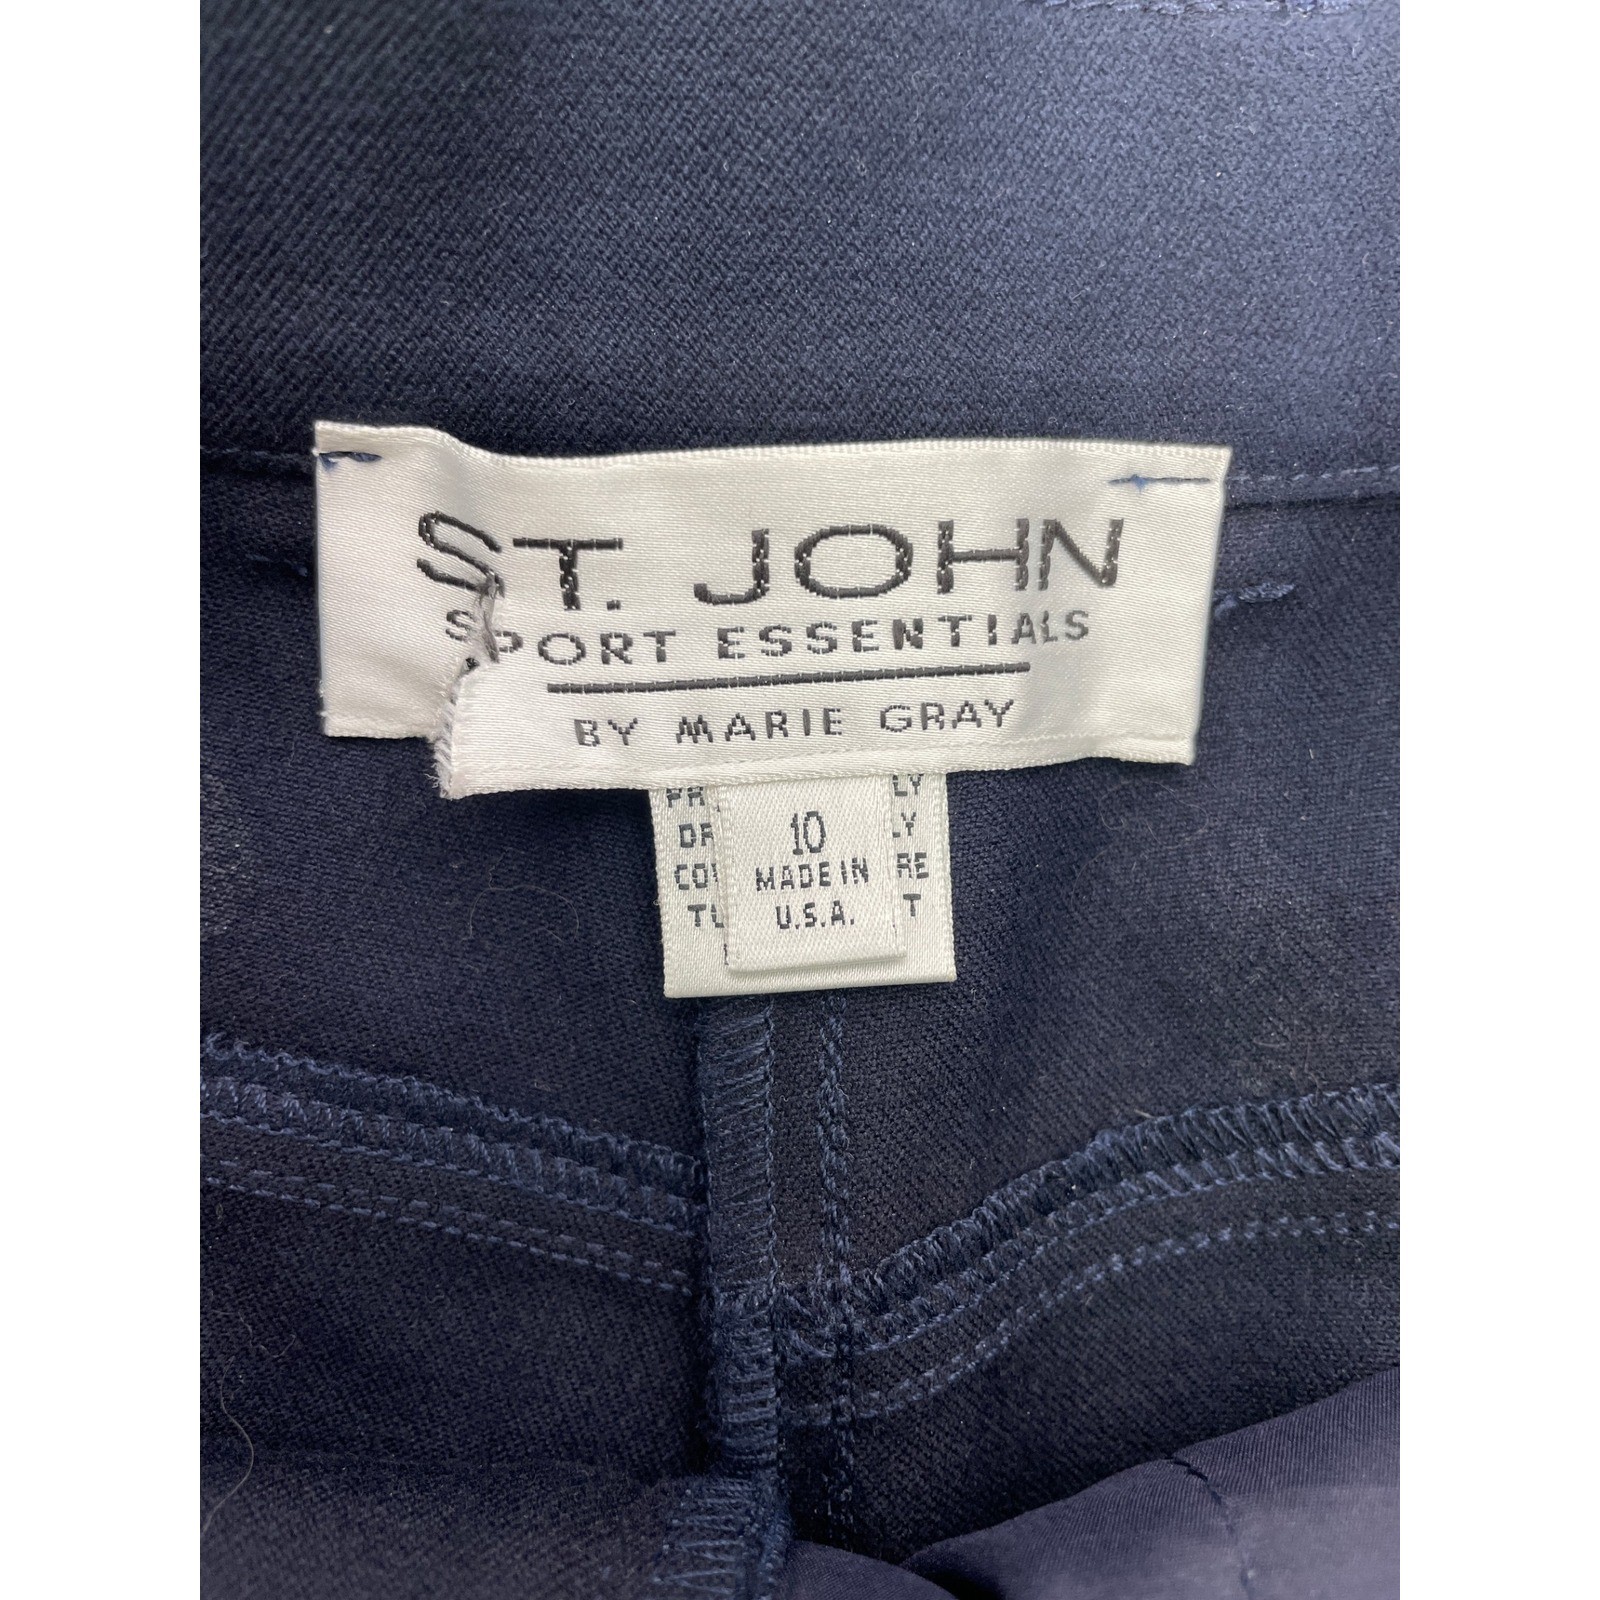 ST. JOHN
SPORT ESSENTIALS
BY MARIE GRAY
10
MADE IN
U.S.A.